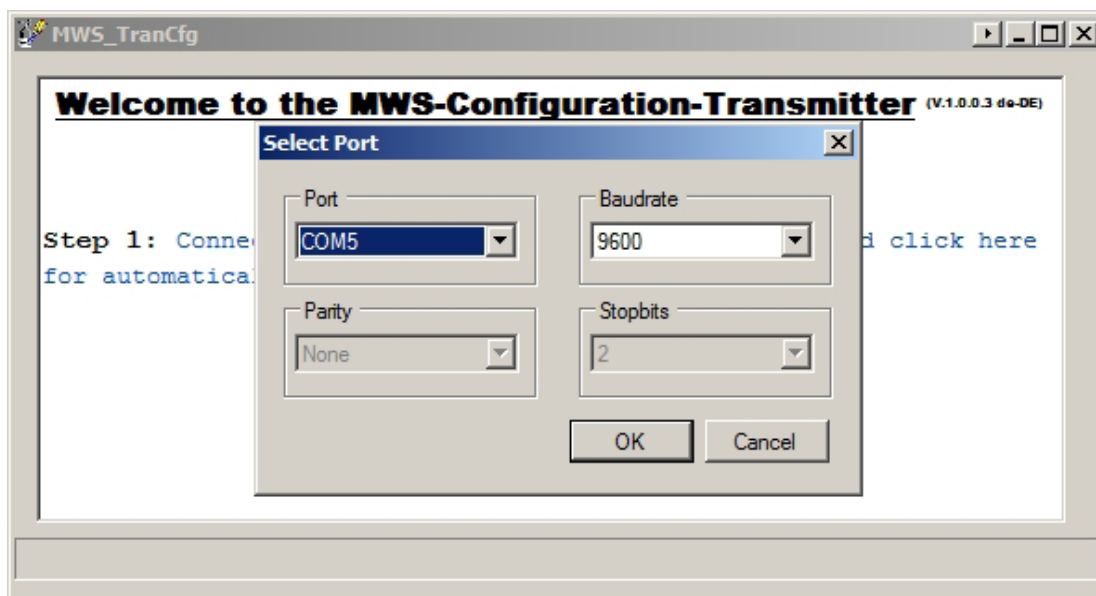 MWS_TranCfg
Welcome to the MWS-Configuration-Transmitter (V.1.0.0.3 de-DE)
Select Port
Port Baudrate
COM5 9600
Step 1: click here
for
Parity Stopbits
None 2
OK Cancel